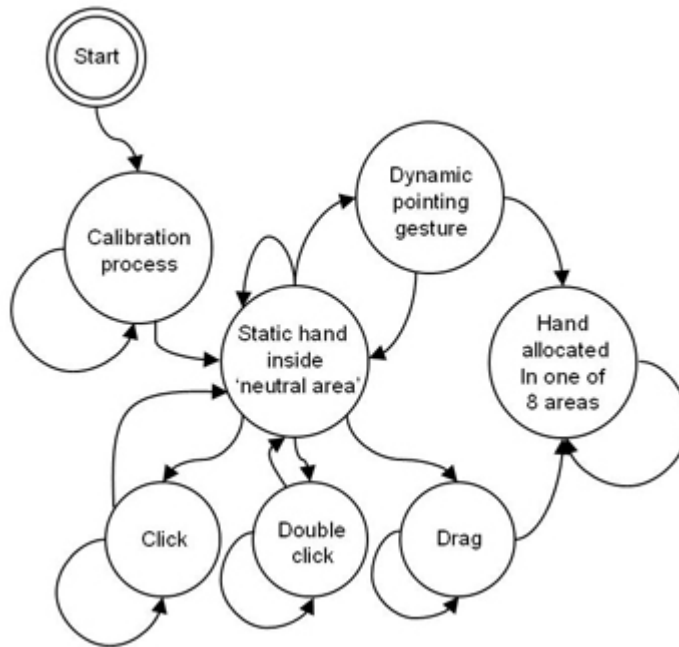 Start
Dynamic
pointing
gesture
Calibration
process
Static hand
inside
'neutral area'
Hand
allocated
In one of
8 areas
Click
Double
click
Drag